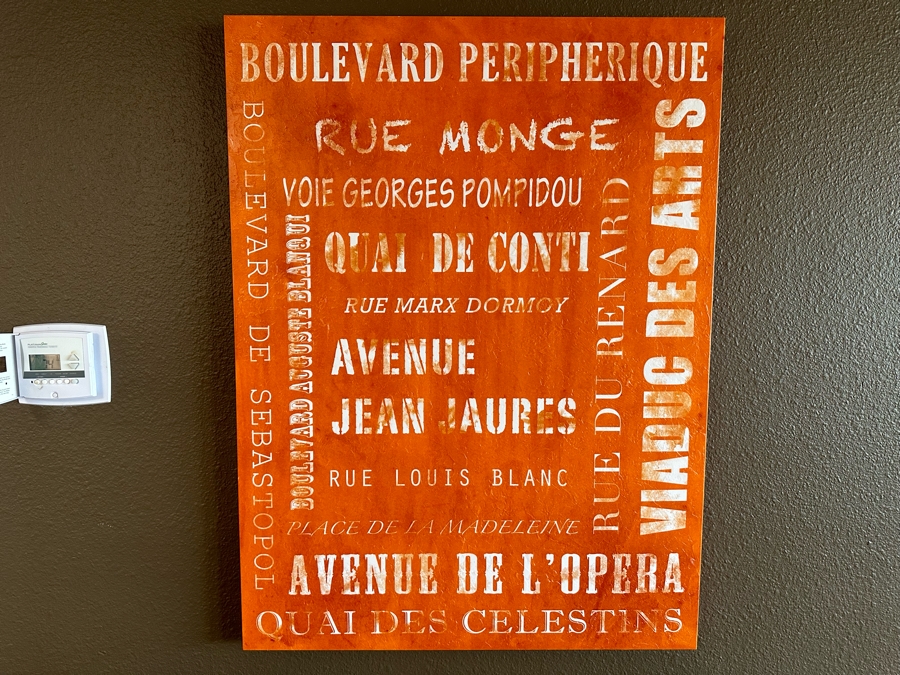 BOULEVARD PERIPHERIQUE
BOULEVARD DE SEBASTOPOL
RUE MONGE
VIADUC DES ARTS
VOIE GEORGES POMPIDOU
RUE DU RENARD
BOULEVARD AUGUSTE BLANQUI
QUAI DE CONTI
RUE MARX DORMOY
AVENUE
JEAN JAURES
RUE LOUIS BLANC
PLACE DE LA MADELEINE
AVENUE DE L'OPERA
QUAI DES CELESTINS